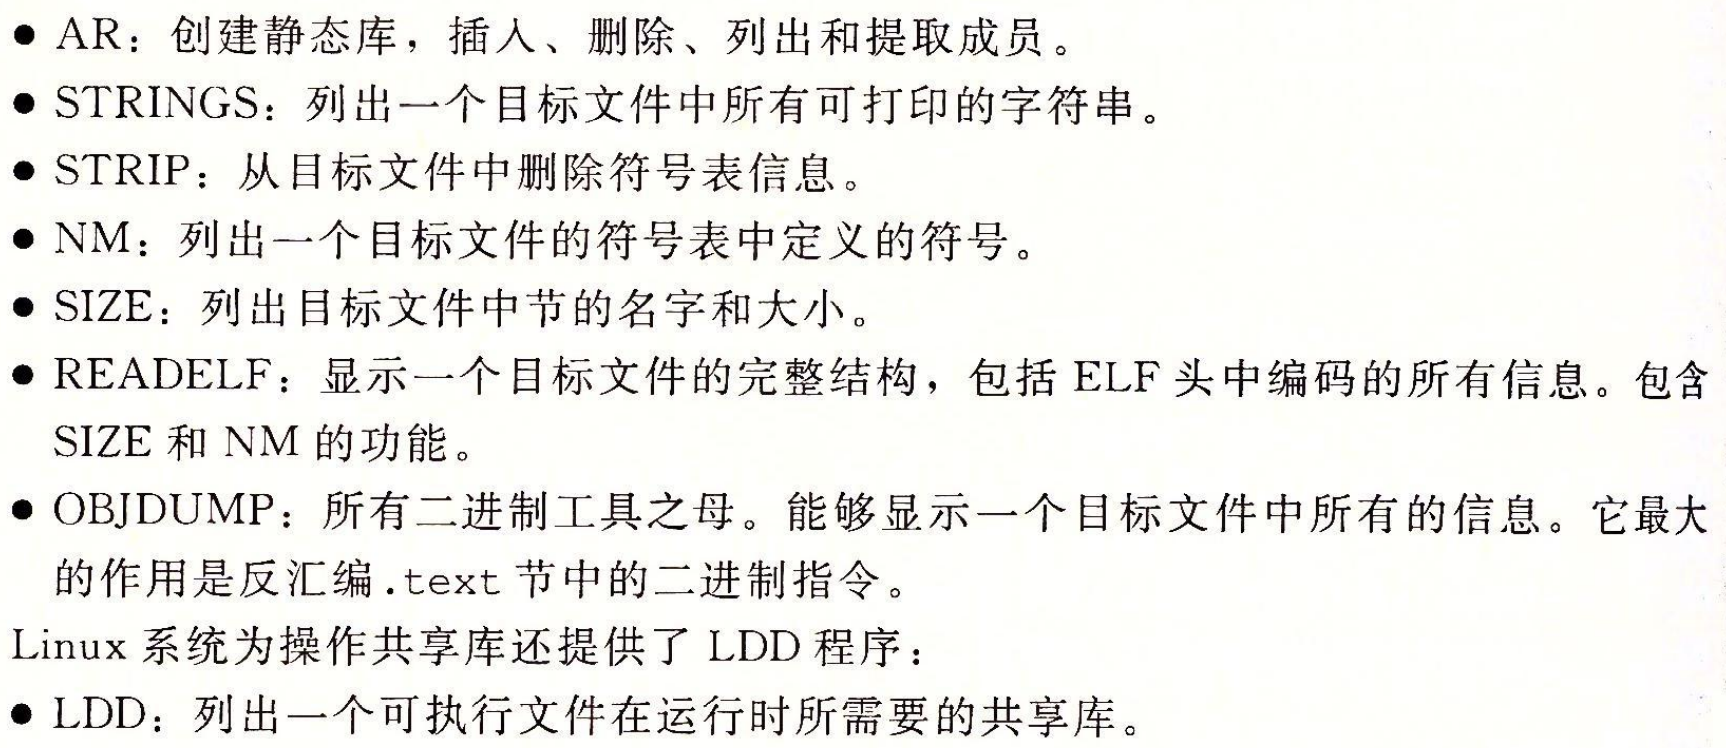 ● AR：创建静态库，插入、删除、列出和提取成员。
● STRINGS：列出一个目标文件中所有可打印的字符串。
● STRIP：从目标文件中删除符号表信息。
● NM：列出一个目标文件的符号表中定义的符号。
● SIZE：列出目标文件中节的名字和大小。
● READELF：显示一个目标文件的完整结构，包括 ELF 头中编码的所有信息。包含
SIZE 和 NM 的功能。
● OBJDUMP：所有二进制工具之母。能够显示一个目标文件中所有的信息。它最大
的作用是反汇编.text 节中的二进制指令。
Linux 系统为操作共享库还提供了 LDD 程序：
● LDD：列出一个可执行文件在运行时所需要的共享库。